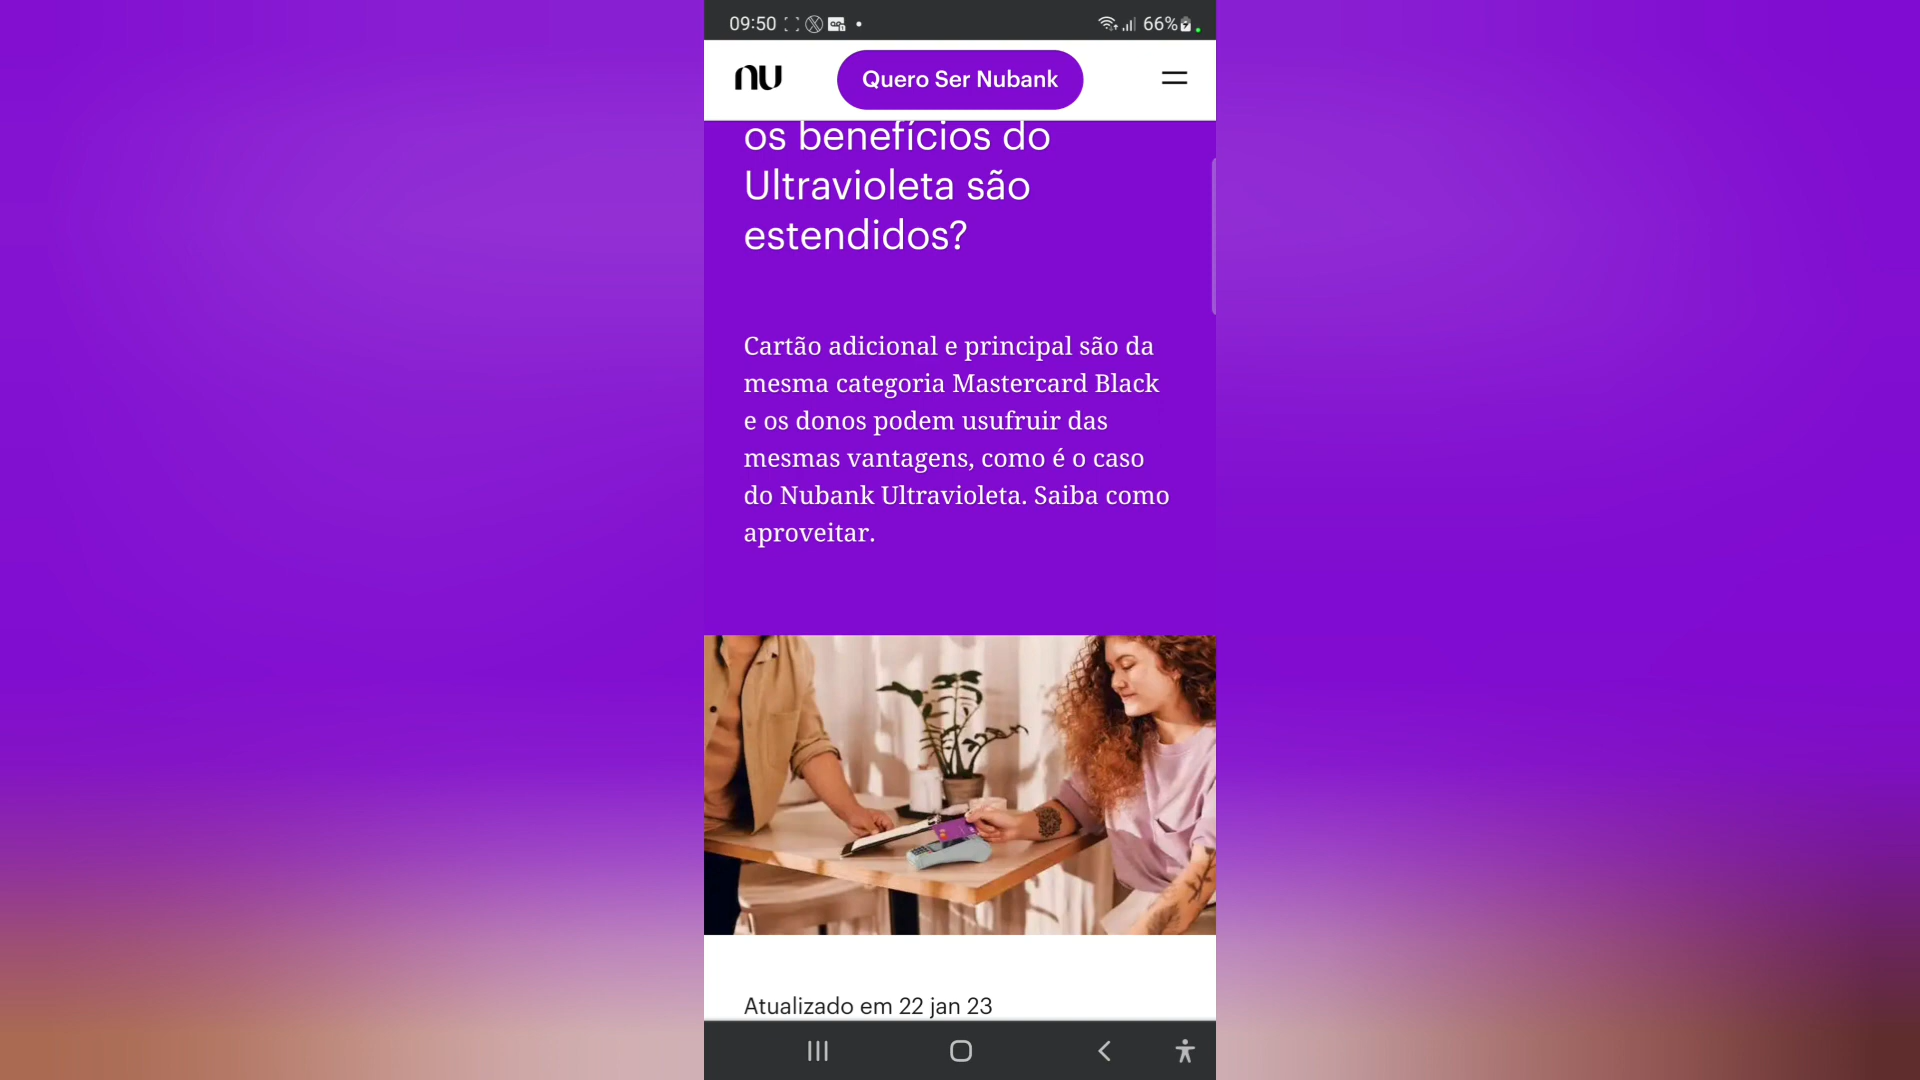 09:50
66%
nu
Quero Ser Nubank
os benefícios do
Ultravioleta são
estendidos?
Cartão adicional e principal são da
mesma categoria Mastercard Black
e os donos podem usufruir das
mesmas vantagens, como é o caso
do Nubank Ultravioleta. Saiba como
aproveitar.
Atualizado em 22 jan 23